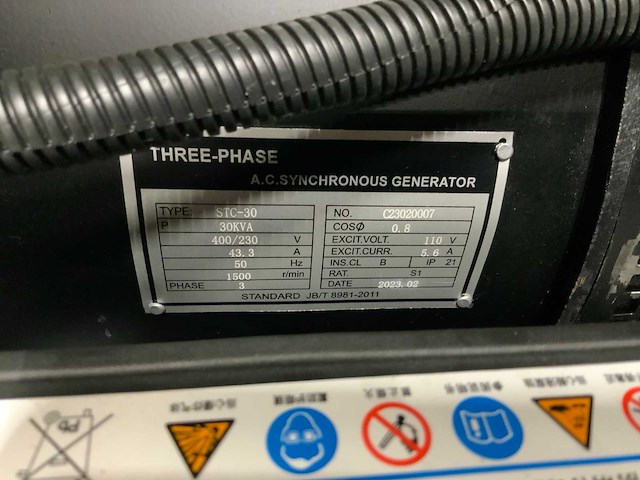 THREE-PHASE
A.C.SYNCHRONOUS GENERATOR
TYPE STC-30
P 30KVA
400/230 V
43.3 A
50 Hz
1500 r/min
PHASE 3
NO. C23020007
COSØ 0.8
EXCIT.VOLT. 110 V
EXCIT.CURR. 5.6 A
INS.CL B IP 21
RAT. S1
DATE 2023.02
STANDARD JB/T 8981-2011
Pb